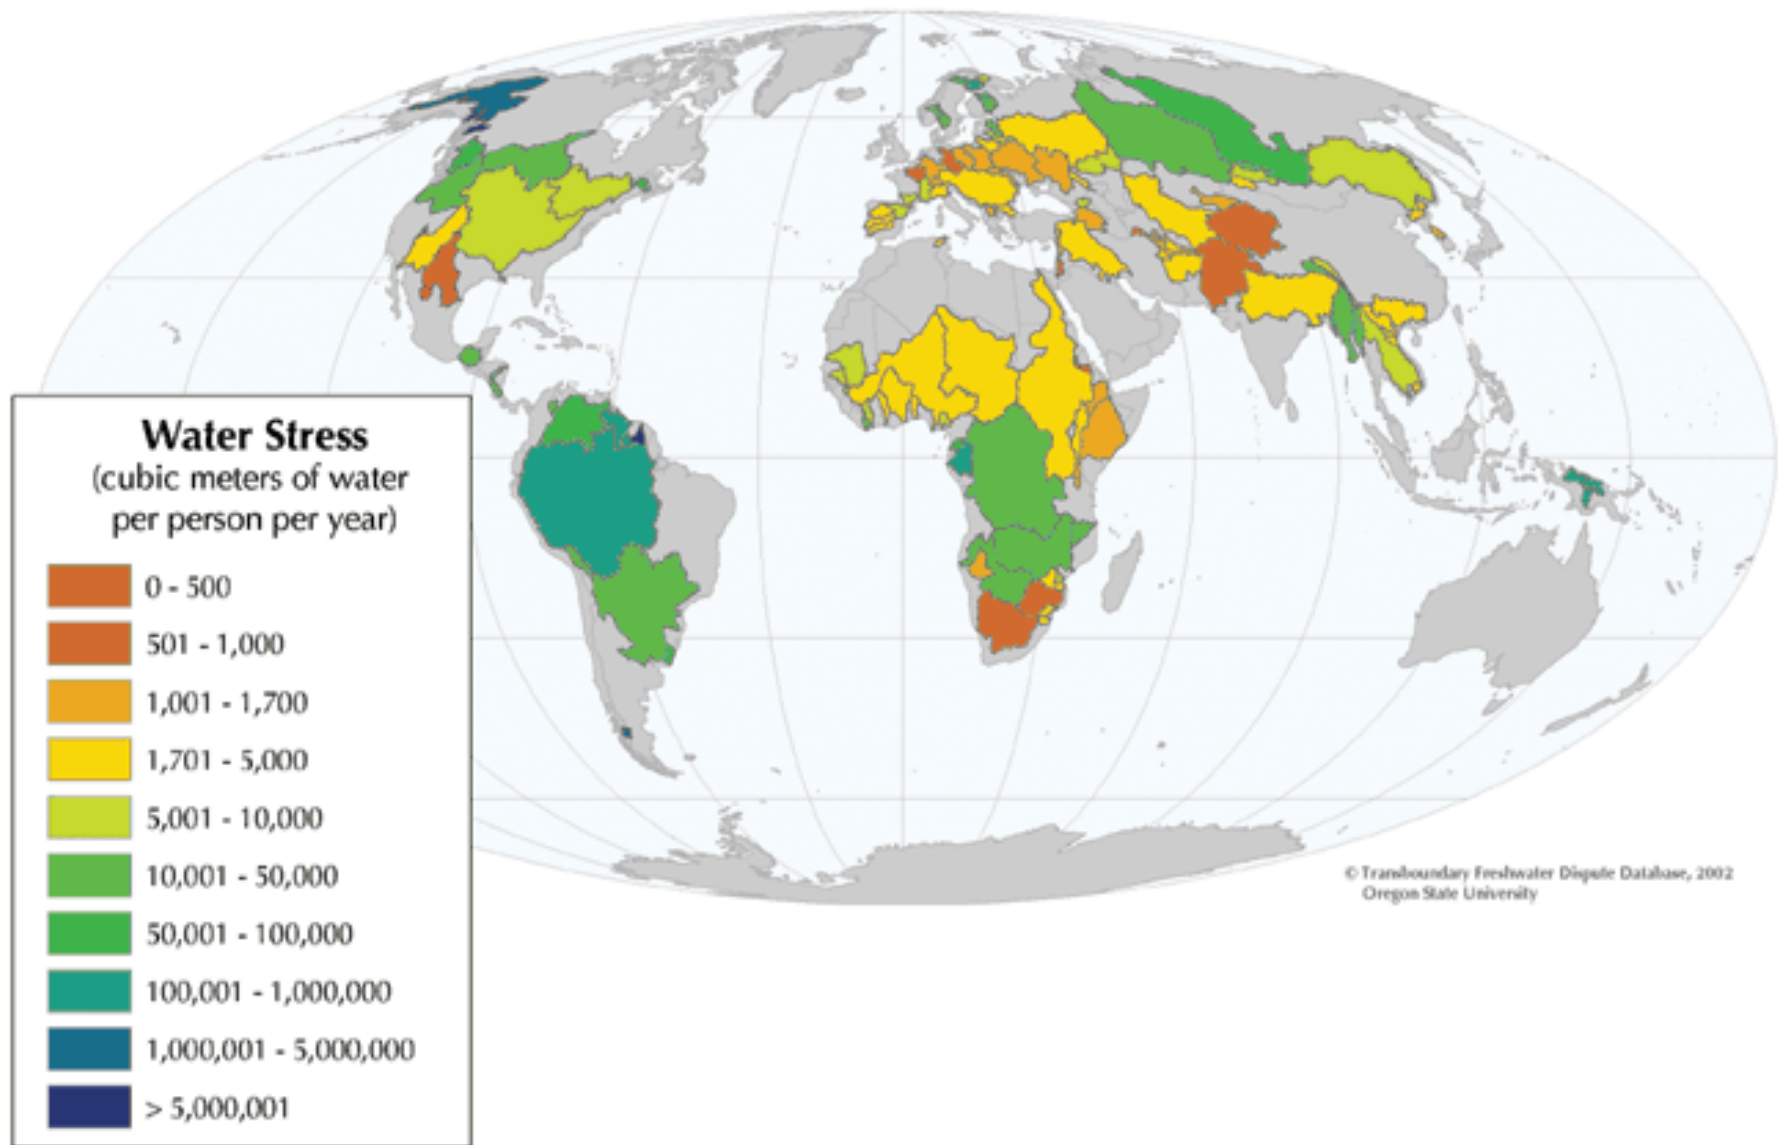 Water Stress
(cubic meters of water
per person per year)
0 - 500
501 - 1,000
1,001 - 1,700
1,701 - 5,000
5,001 - 10,000
10,001 - 50,000
50,001 - 100,000
100,001 - 1,000,000
1,000,001 - 5,000,000
> 5,000,001
© Transboundary Freshwater Dispute Database, 2002
Oregon State University